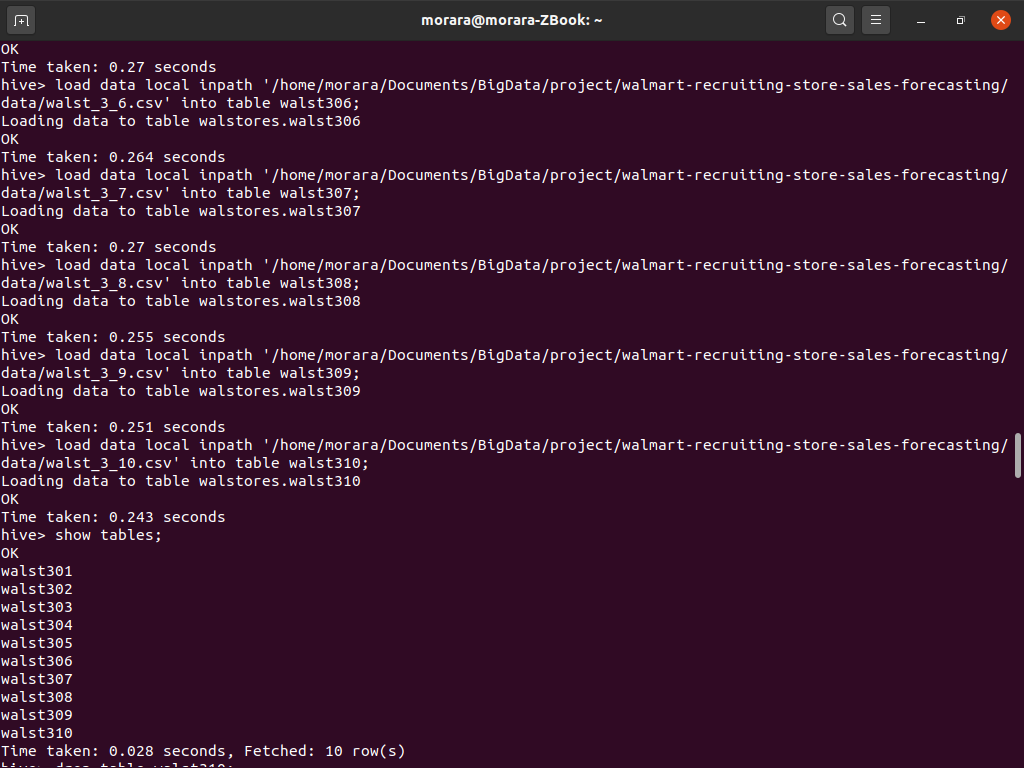 morara@morara-ZBook: ~
OK
Time taken: 0.27 seconds
hive> load data local inpath '/home/morara/Documents/BigData/project/walmart-recruiting-store-sales-forecasting/
data/walst_3_6.csv' into table walst306;
Loading data to table walstores.walst306
OK
Time taken: 0.264 seconds
hive> load data local inpath '/home/morara/Documents/BigData/project/walmart-recruiting-store-sales-forecasting/
data/walst_3_7.csv' into table walst307;
Loading data to table walstores.walst307
OK
Time taken: 0.27 seconds
hive> load data local inpath '/home/morara/Documents/BigData/project/walmart-recruiting-store-sales-forecasting/
data/walst_3_8.csv' into table walst308;
Loading data to table walstores.walst308
OK
Time taken: 0.255 seconds
hive> load data local inpath '/home/morara/Documents/BigData/project/walmart-recruiting-store-sales-forecasting/
data/walst_3_9.csv' into table walst309;
Loading data to table walstores.walst309
OK
Time taken: 0.251 seconds
hive> load data local inpath '/home/morara/Documents/BigData/project/walmart-recruiting-store-sales-forecasting/
data/walst_3_10.csv' into table walst310;
Loading data to table walstores.walst310
OK
Time taken: 0.243 seconds
hive> show tables;
OK
walst301
walst302
walst303
walst304
walst305
walst306
walst307
walst308
walst309
walst310
Time taken: 0.028 seconds, Fetched: 10 row(s)